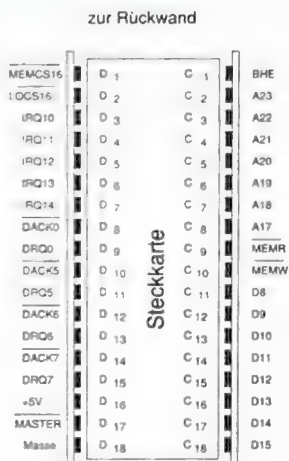 zur Rückwand
MEMCS16 D 1 C 1 BHE
IOCS16 D 2 C 2 A23
IRQ10 D 3 C 3 A22
IRQ11 D 4 C 4 A21
IRQ12 D 5 C 5 A20
IRQ13 D 6 C 6 A19
IRQ14 D 7 C 7 A18
DACK0 D 8 C 8 A17
DRQ0 D 9 C 9 MEMR
DACK5 D 10 C 10 MEMW
DRQ5 D 11 C 11 D8
DACK6 D 12 C 12 D9
DRQ6 D 13 C 13 D10
DACK7 D 14 C 14 D11
DRQ7 D 15 C 15 D12
+5V D 16 C 16 D13
MASTER D 17 C 17 D14
Masse D 18 C 18 D15
Steckkarte